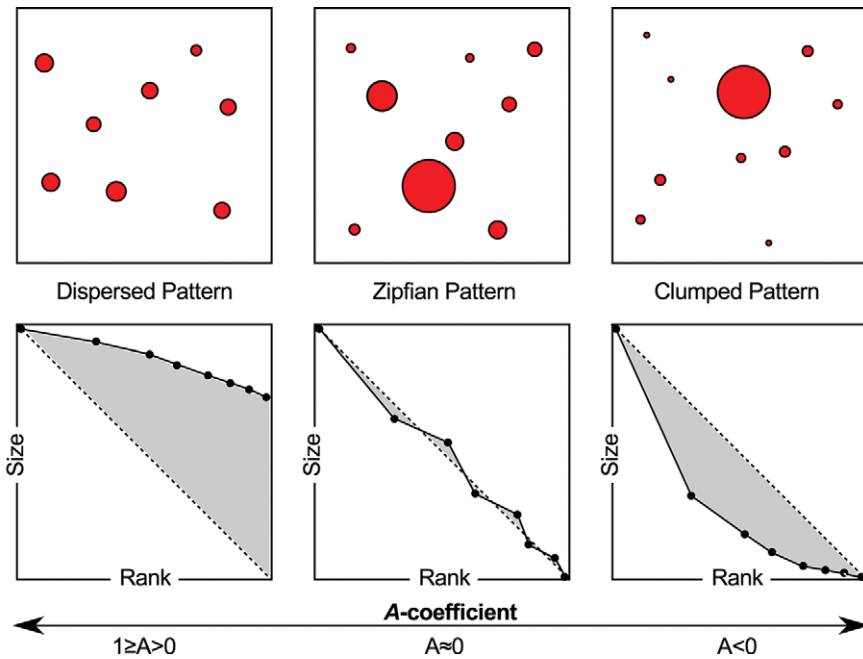 Dispersed Pattern
Zipfian Pattern
Clumped Pattern
Size
Rank
Size
Rank
Size
Rank
A-coefficient
1≥A>0
A≈0
A<0